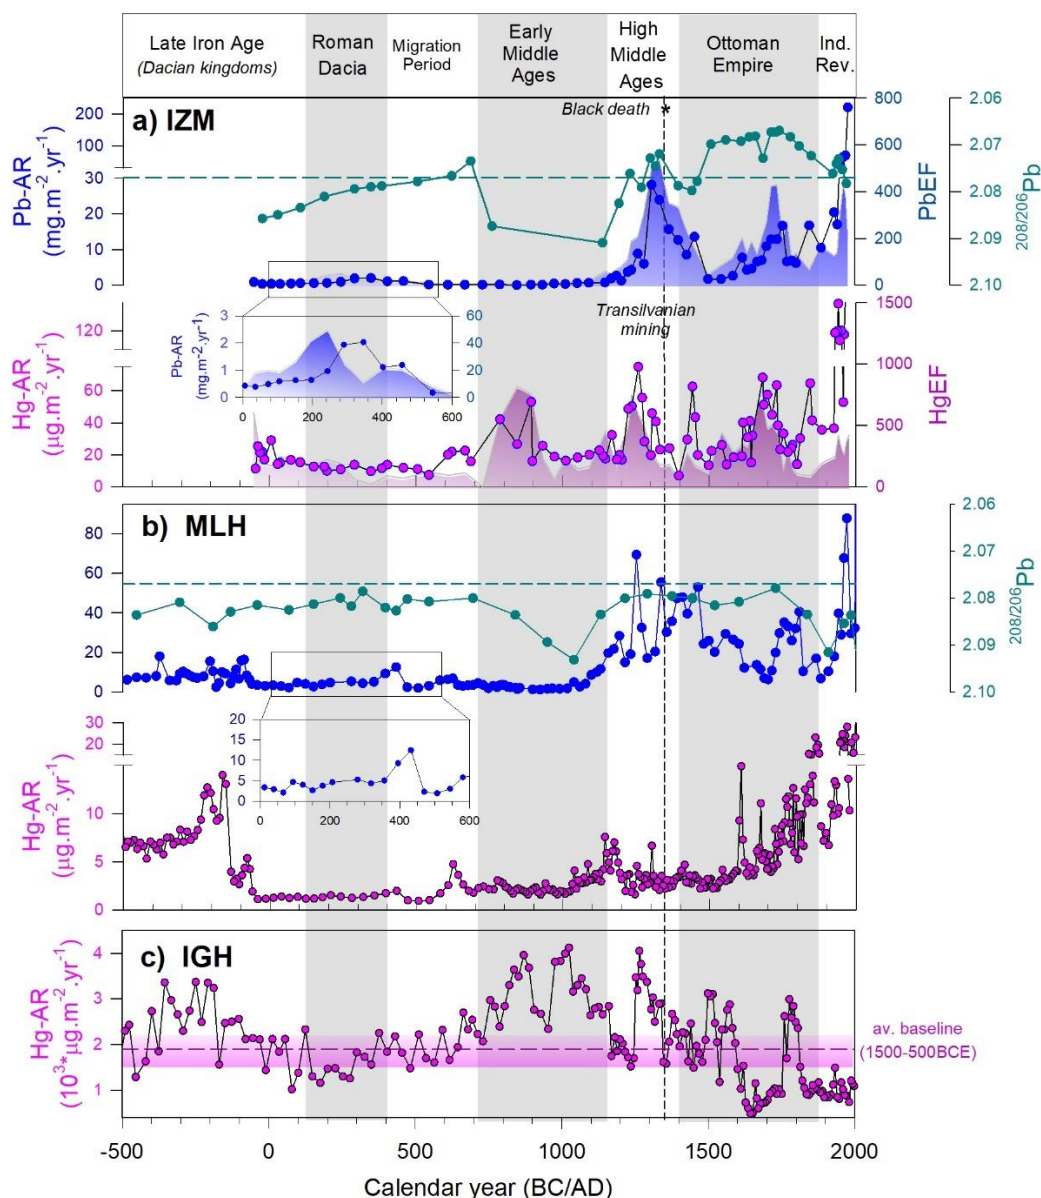 Late Iron Age
(Dacian kingdoms)
Roman
Dacia
Migration
Period
Early
Middle
Ages
High
Middle
Ages
Ottoman
Empire
Ind.
Rev.
a) IZM
Black death *
Pb-AR
(mg.m-2.yr-1)
200
100
30
20
10
0
800
600
400
200
0
PbEF
2.06
2.07
2.08
2.09
2.10
208/206Pb
Transilvanian
mining
Hg-AR
(µg.m-2.yr-1)
120
60
40
20
0
Pb-AR
(mg.m-2.yr-1)
3
2
1
0
60
40
20
0
0 200 400 600
1500
1000
500
0
HgEF
b) MLH
80
60
40
20
0
2.06
2.07
2.08
2.09
2.10
208/206Pb
20
15
10
5
0
0 200 400 600
Hg-AR
(µg.m-2.yr-1)
30
20
10
5
0
c) IGH
Hg-AR
(103*µg.m-2.yr-1)
4
3
2
1
av. baseline
(1500-500BCE)
-500 0 500 1000 1500 2000
Calendar year (BC/AD)